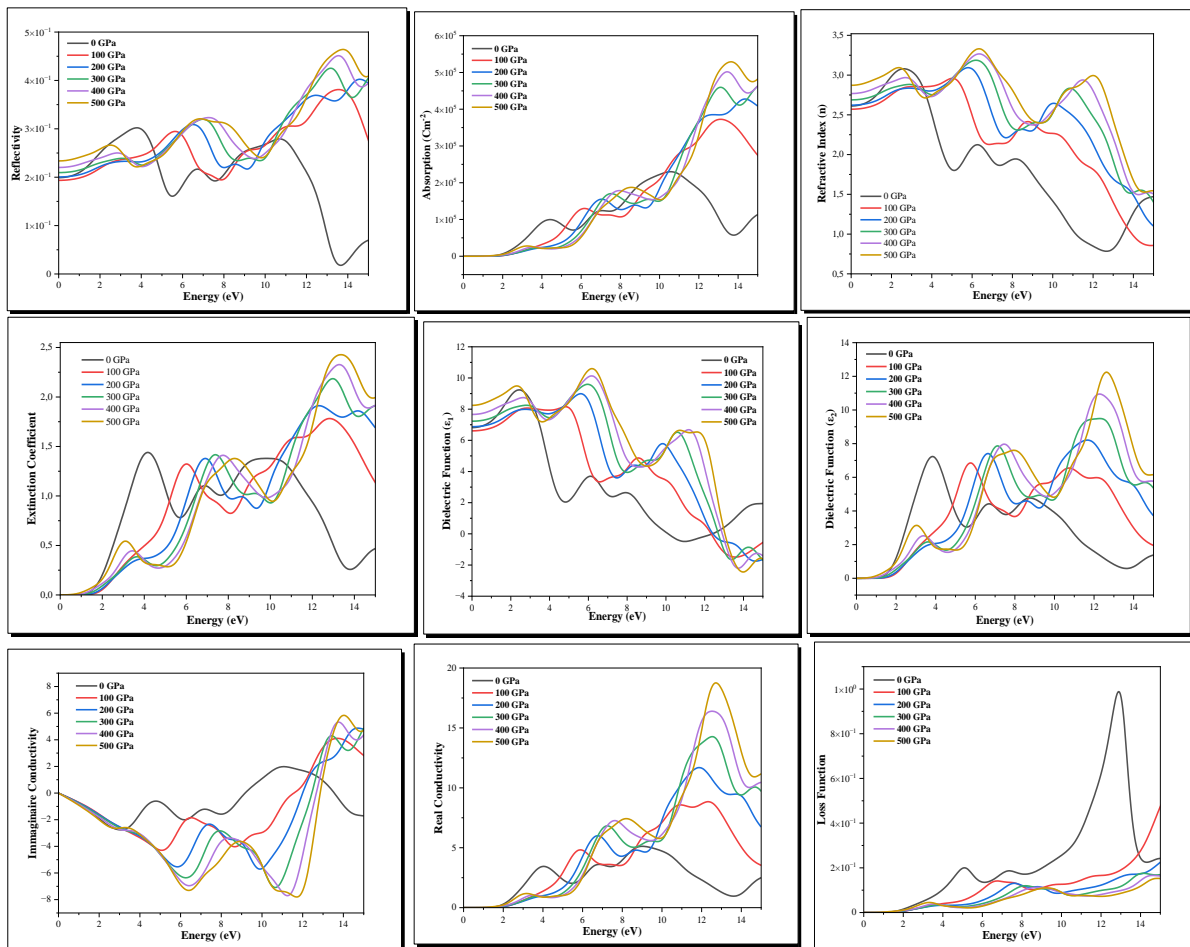 Reflectivity
5×10⁻¹
4×10⁻¹
3×10⁻¹
2×10⁻¹
1×10⁻¹
0
0 GPa
100 GPa
200 GPa
300 GPa
400 GPa
500 GPa
0 2 4 6 8 10 12 14
Energy (eV)
Absorption (Cm⁻²)
6×10⁵
5×10⁵
4×10⁵
3×10⁵
2×10⁵
1×10⁵
0
0 GPa
100 GPa
200 GPa
300 GPa
400 GPa
500 GPa
0 2 4 6 8 10 12 14
Energy (eV)
Refractive Index (n)
3,5
3,0
2,5
2,0
1,5
1,0
0,5
0 GPa
100 GPa
200 GPa
300 GPa
400 GPa
500 GPa
0 2 4 6 8 10 12 14
Energy (eV)
Extinction Coefficient
2,5
2,0
1,5
1,0
0,5
0,0
0 GPa
100 GPa
200 GPa
300 GPa
400 GPa
500 GPa
0 2 4 6 8 10 12 14
Energy (eV)
Dielectric Function (ε₁)
12
10
8
6
4
2
0
−2
−4
0 GPa
100 GPa
200 GPa
300 GPa
400 GPa
500 GPa
0 2 4 6 8 10 12 14
Energy (eV)
Dielectric Function (ε₂)
14
12
10
8
6
4
2
0
0 GPa
100 GPa
200 GPa
300 GPa
400 GPa
500 GPa
0 2 4 6 8 10 12 14
Energy (eV)
Immaginaire Conductivity
8
6
4
2
0
−2
−4
−6
−8
0 GPa
100 GPa
200 GPa
300 GPa
400 GPa
500 GPa
0 2 4 6 8 10 12 14
Energy (eV)
Real Conductivity
20
15
10
5
0
0 GPa
100 GPa
200 GPa
300 GPa
400 GPa
500 GPa
0 2 4 6 8 10 12 14
Energy (eV)
Loss Function
1×10⁰
8×10⁻¹
6×10⁻¹
4×10⁻¹
2×10⁻¹
0
0 GPa
100 GPa
200 GPa
300 GPa
400 GPa
500 GPa
0 2 4 6 8 10 12 14
Energy (eV)